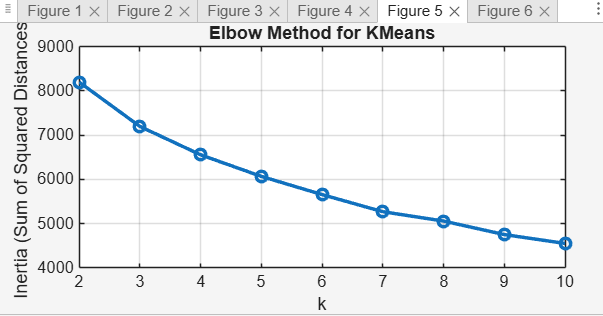 Figure 1 × Figure 2 × Figure 3 × Figure 4 × Figure 5 × Figure 6 ×
Elbow Method for KMeans
Inertia (Sum of Squared Distances
9000
8000
7000
6000
5000
4000
2 3 4 5 6 7 8 9 10
k